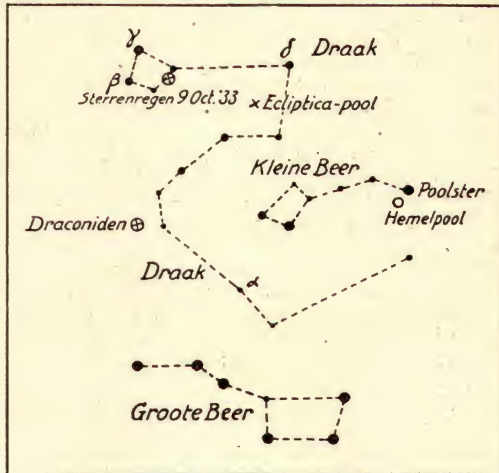 γ
δ Draak
β
Sterrenregen 9 Oct. '33
Ecliptica-pool
Kleine Beer
Poolster
Hemelpool
Draconiden
Draak α
Groote Beer